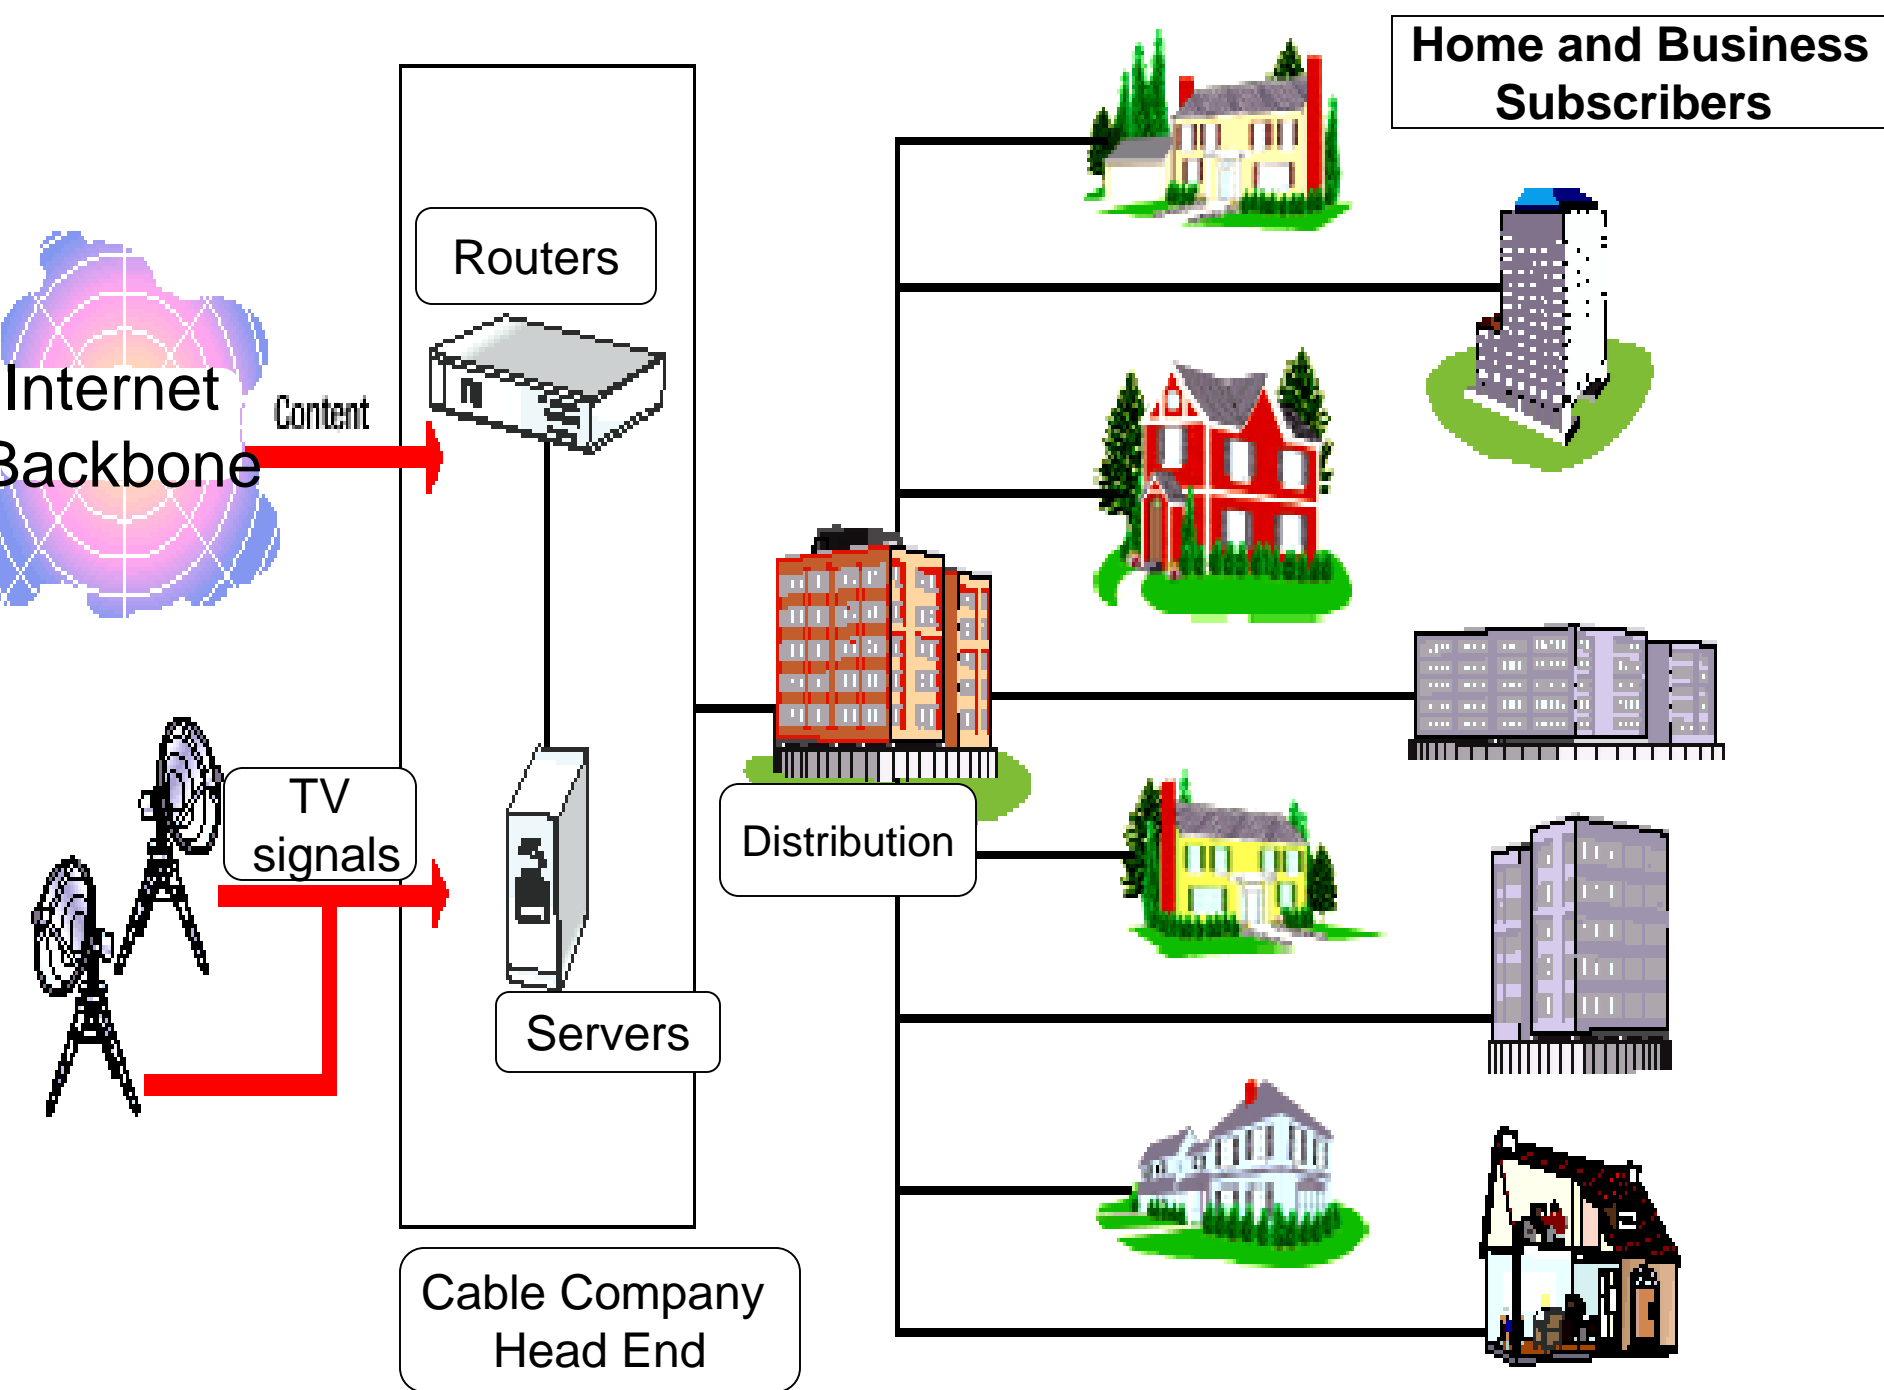 Home and Business
Subscribers
Routers
Internet
Backbone
Content
TV
signals
Distribution
Servers
Cable Company
Head End